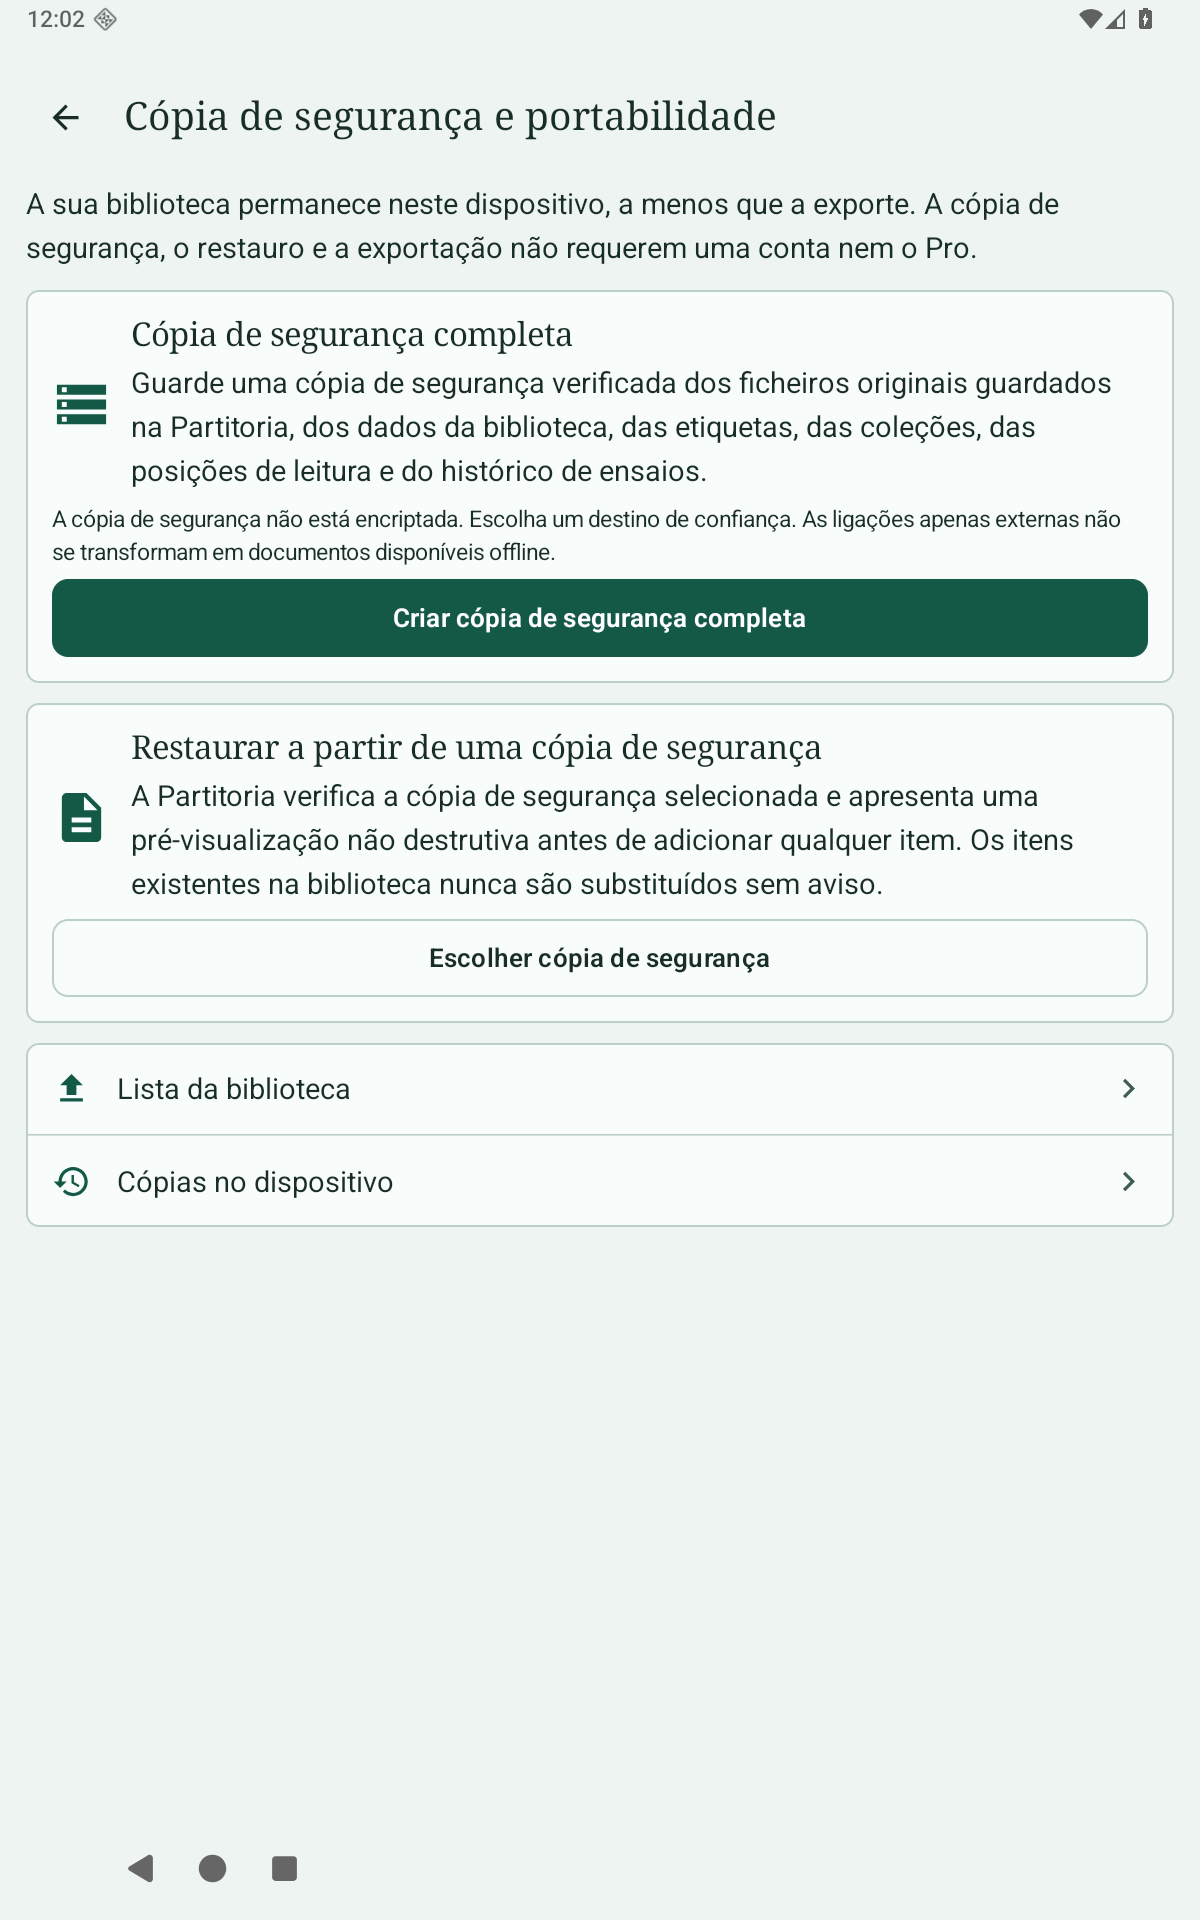 12:02
Cópia de segurança e portabilidade
A sua biblioteca permanece neste dispositivo, a menos que a exporte. A cópia de
segurança, o restauro e a exportação não requerem uma conta nem o Pro.
Cópia de segurança completa
Guarde uma cópia de segurança verificada dos ficheiros originais guardados
na Partitoria, dos dados da biblioteca, das etiquetas, das coleções, das
posições de leitura e do histórico de ensaios.
A cópia de segurança não está encriptada. Escolha um destino de confiança. As ligações apenas externas não
se transformam em documentos disponíveis offline.
Criar cópia de segurança completa
Restaurar a partir de uma cópia de segurança
A Partitoria verifica a cópia de segurança selecionada e apresenta uma
pré-visualização não destrutiva antes de adicionar qualquer item. Os itens
existentes na biblioteca nunca são substituídos sem aviso.
Escolher cópia de segurança
Lista da biblioteca
Cópias no dispositivo